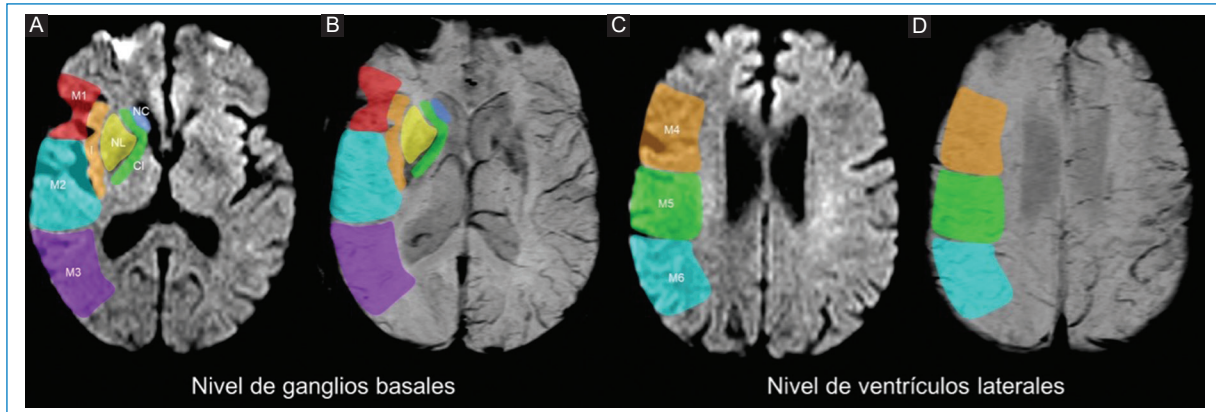 A
B
C
D
M1
NC
NL
I
CI
M2
M3
M4
M5
M6
Nivel de ganglios basales
Nivel de ventrículos laterales